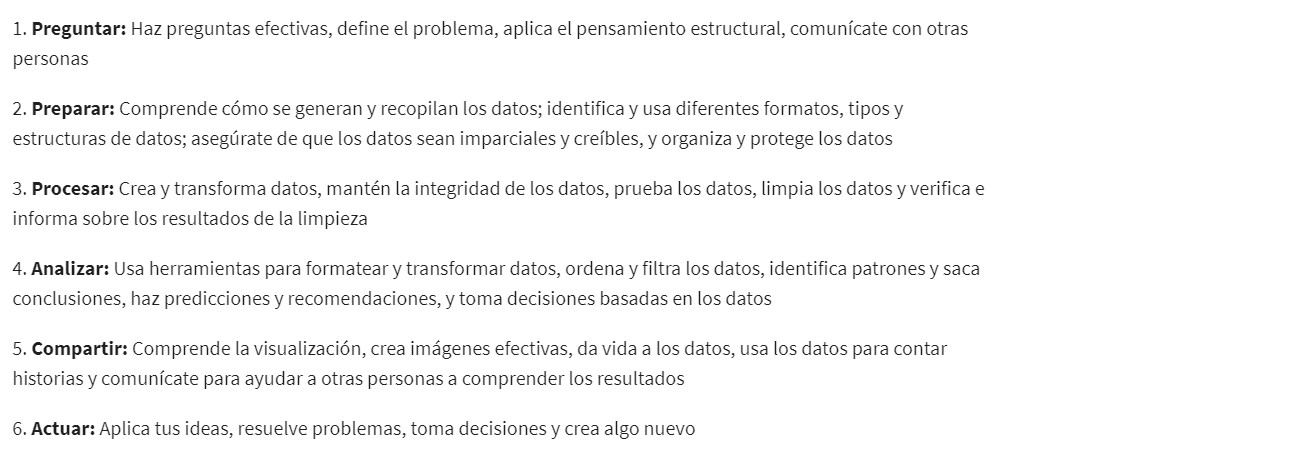 1. Preguntar: Haz preguntas efectivas, define el problema, aplica el pensamiento estructural, comunícate con otras
personas
2. Preparar: Comprende cómo se generan y recopilan los datos; identifica y usa diferentes formatos, tipos y
estructuras de datos; asegúrate de que los datos sean imparciales y creíbles, y organiza y protege los datos
3. Procesar: Crea y transforma datos, mantén la integridad de los datos, prueba los datos, limpia los datos y verifica e
informa sobre los resultados de la limpieza
4. Analizar: Usa herramientas para formatear y transformar datos, ordena y filtra los datos, identifica patrones y saca
conclusiones, haz predicciones y recomendaciones, y toma decisiones basadas en los datos
5. Compartir: Comprende la visualización, crea imágenes efectivas, da vida a los datos, usa los datos para contar
historias y comunícate para ayudar a otras personas a comprender los resultados
6. Actuar: Aplica tus ideas, resuelve problemas, toma decisiones y crea algo nuevo